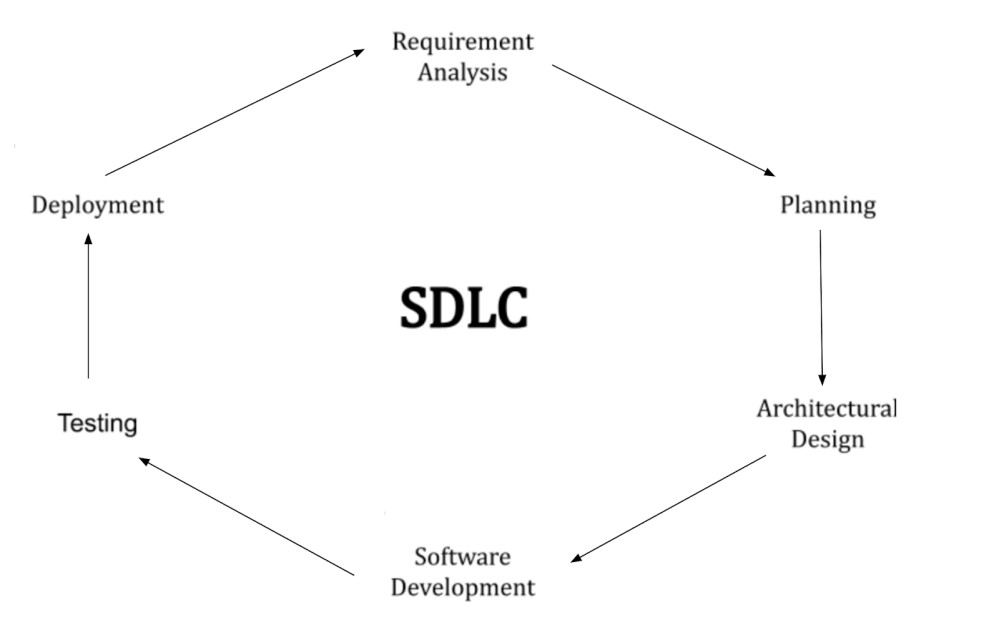 Requirement
Analysis
Deployment
Planning
SDLC
Testing
Architectural
Design
Software
Development